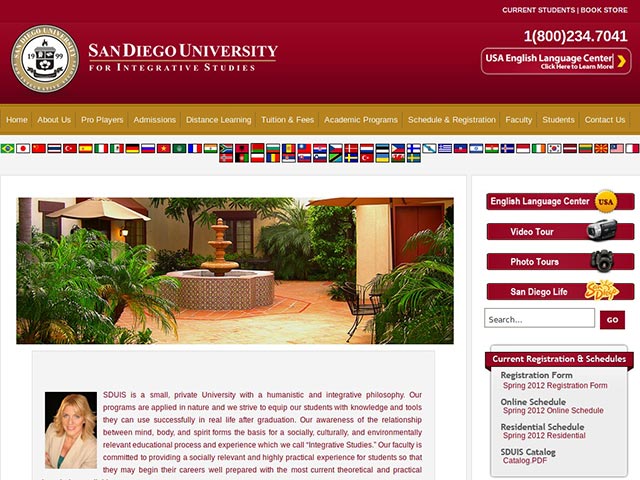 CURRENT STUDENTS | BOOK STORE
1(800)234.7041
SAN DIEGO UNIVERSITY
FOR INTEGRATIVE STUDIES
SAN DIEGO UNIVERSITY
19 99
FOR INTEGRATIVE STUDIES
USA English Language Center
Click Here to Learn More
Home About Us Pro Players Admissions Distance Learning Tuition & Fees Academic Programs Schedule & Registration Faculty Students Contact Us
English Language Center USA
Video Tour
Photo Tours
San Diego Life
Search...
GO
Current Registration & Schedules
Registration Form
Spring 2012 Registration Form
Online Schedule
Spring 2012 Online Schedule
Residential Schedule
Spring 2012 Residential
SDUIS Catalog
Catalog.PDF
SDUIS is a small, private University with a humanistic and integrative philosophy. Our
programs are applied in nature and we strive to equip our students with knowledge and tools
they can use successfully in real life after graduation. Our awareness of the relationship
between mind, body, and spirit forms the basis for a socially, culturally, and environmentally
relevant educational process and experience which we call “Integrative Studies.” Our faculty is
committed to providing a socially relevant and highly practical experience for students so that
they may begin their careers well prepared with the most current theoretical and practical